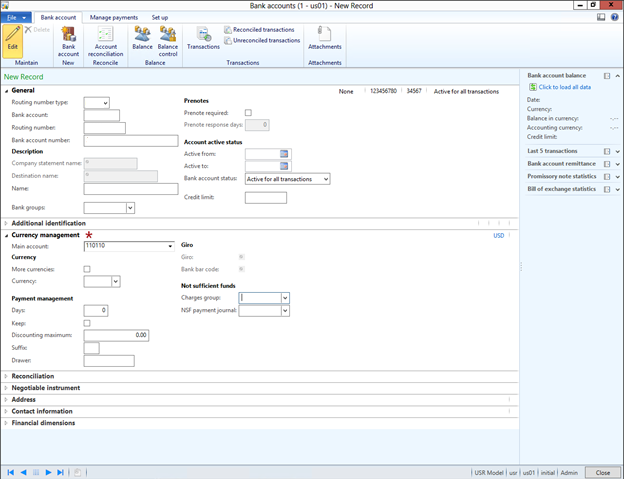 Bank accounts (1 - us01) - New Record
File Bank account Manage payments Set up
Edit Delete
Bank account
Account reconciliation
Balance
Balance control
Transactions
Reconciled transactions
Unreconciled transactions
Attachments
Maintain New Reconcile Balance Transactions Attachments
New Record
General None 123456780 34567 Active for all transactions
Routing number type:
Bank account:
Routing number:
Bank account number:
Description
Company statement name:
Destination name:
Name:
Bank groups:
Prenotes
Prenote required:
Prenote response days: 0
Account active status
Active from:
Active to:
Bank account status: Active for all transactions
Credit limit:
Additional identification
Currency management * USD
Main account: 110110
Currency
More currencies:
Currency:
Payment management
Days: 0
Keep:
Discounting maximum: 0.00
Suffix:
Drawer:
Giro
Giro:
Bank bar code:
Not sufficient funds
Charges group:
NSF payment journal:
Reconciliation
Negotiable instrument
Address
Contact information
Financial dimensions
Bank account balance
Click to load all data
Date:
Currency:
Balance in currency: -.--
Accounting currency: -.--
Credit limit:
Last 5 transactions
Bank account remittance
Promissory note statistics
Bill of exchange statistics
USR Model usr us01 initial Admin Close